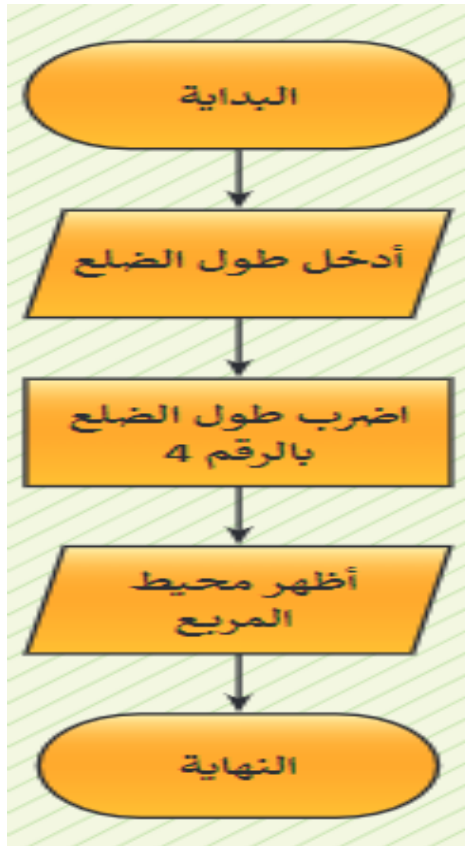 البداية
أدخل طول الضلع
اضرب طول الضلع
بالرقم 4
أظهر محيط
المربع
النهاية